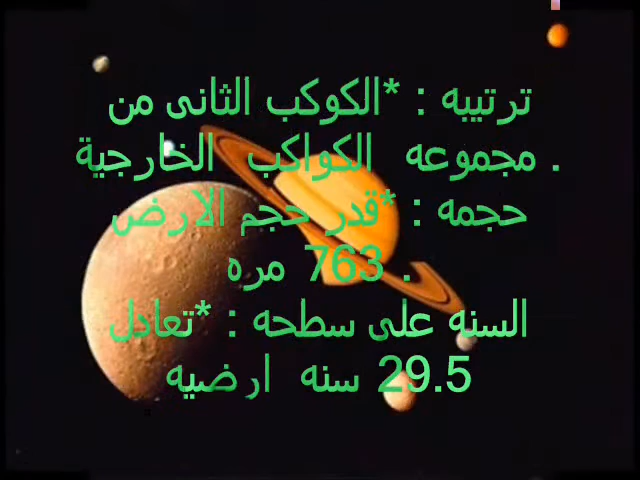 ترتيبه : *الكوكب الثانى من
مجموعه الكواكب الخارجية .
حجمه : *قدر حجم الارض
763 مره .
السنه على سطحه : *تعادل
29.5 سنه ارضيه